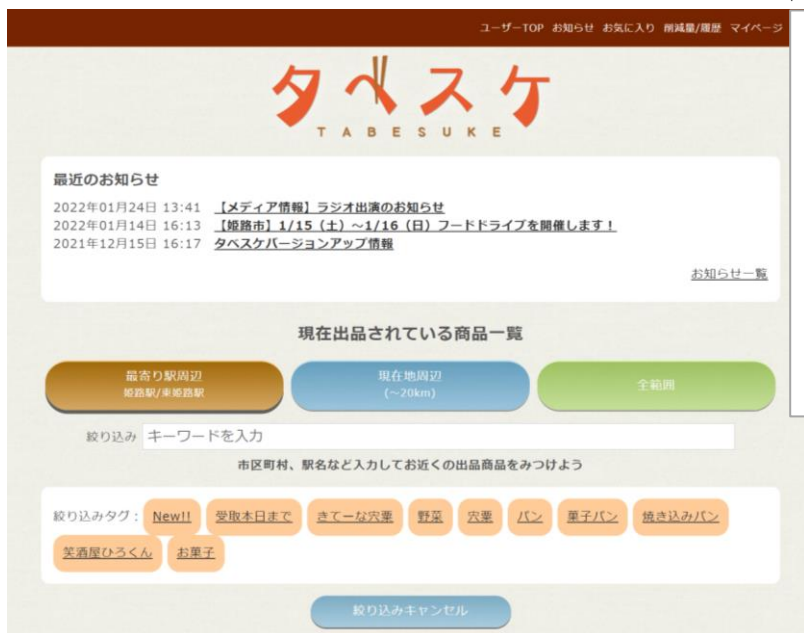 ユーザーTOP お知らせ お気に入り 削減量/履歴 マイページ
タベスケ
TABESUKE
最近のお知らせ
2022年01月24日 13:41 【メディア情報】ラジオ出演のお知らせ
2022年01月14日 16:13 【姫路市】1/15（土）～1/16（日）フードドライブを開催します！
2021年12月15日 16:17 タベスケバージョンアップ情報
お知らせ一覧
現在出品されている商品一覧
最寄り駅周辺 現在地周辺 全範囲
姫路駅/東姫路駅 (～20km)
絞り込み キーワードを入力
市区町村、駅名など入力してお近くの出品商品をみつけよう
絞り込みタグ： New!! 受取本日まで きてーな宍粟 野菜 宍粟 パン 菓子パン 焼き込みパン
笑酒屋ひろくん お菓子
絞り込みキャンセル